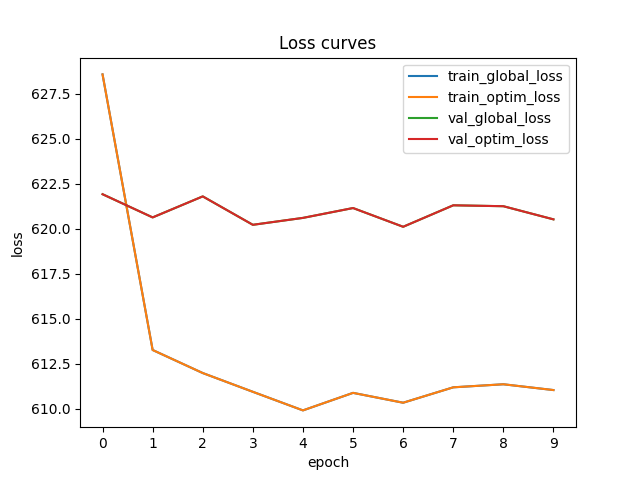 Loss curves
train_global_loss
train_optim_loss
val_global_loss
val_optim_loss
627.5
625.0
622.5
620.0
617.5
615.0
612.5
610.0
loss
0 1 2 3 4 5 6 7 8 9
epoch